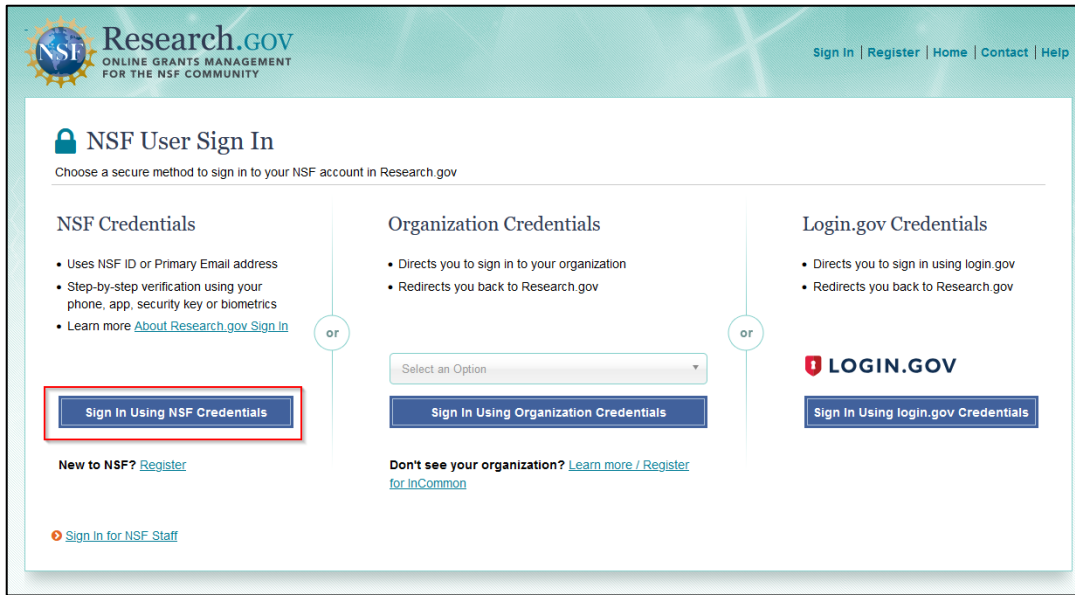 NSF
Research.gov
ONLINE GRANTS MANAGEMENT
FOR THE NSF COMMUNITY
Sign In | Register | Home | Contact | Help
NSF User Sign In
Choose a secure method to sign in to your NSF account in Research.gov
NSF Credentials
• Uses NSF ID or Primary Email address
• Step-by-step verification using your
phone, app, security key or biometrics
• Learn more About Research.gov Sign In
Sign In Using NSF Credentials
New to NSF? Register
or
Organization Credentials
• Directs you to sign in to your organization
• Redirects you back to Research.gov
Select an Option
Sign In Using Organization Credentials
Don't see your organization? Learn more / Register
for InCommon
or
Login.gov Credentials
• Directs you to sign in using login.gov
• Redirects you back to Research.gov
LOGIN.GOV
Sign In Using login.gov Credentials
Sign In for NSF Staff